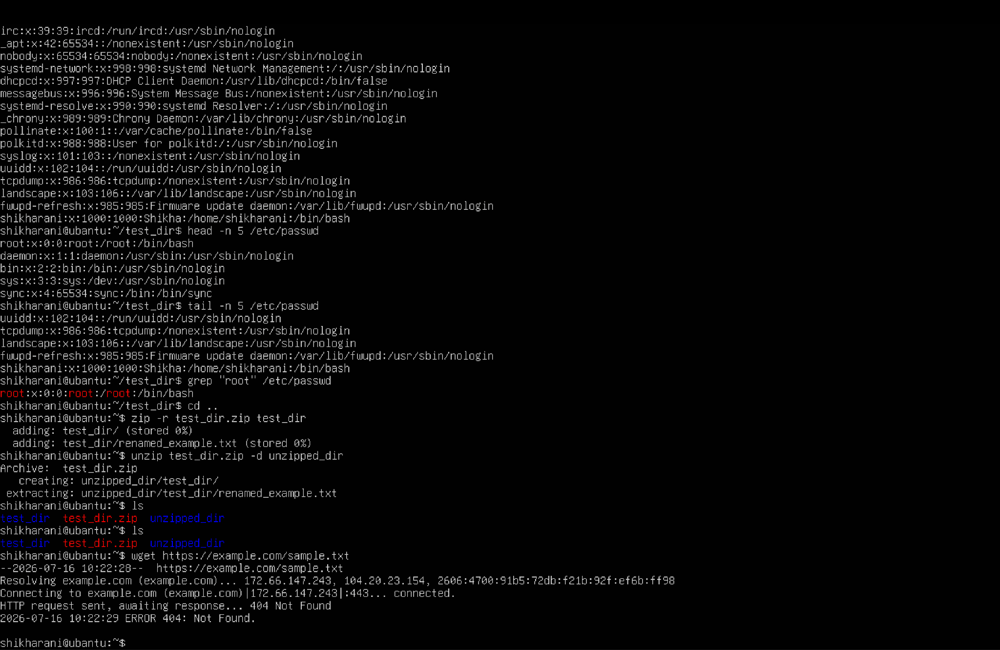 irc:x:39:39:ircd:/run/ircd:/usr/sbin/nologin
_apt:x:42:65534::/nonexistent:/usr/sbin/nologin
nobody:x:65534:65534:nobody:/nonexistent:/usr/sbin/nologin
systemd-network:x:998:998:systemd Network Management:/:/usr/sbin/nologin
dhcpcd:x:997:997:DHCP Client Daemon:/usr/lib/dhcpcd:/bin/false
messagebus:x:996:996:System Message Bus:/nonexistent:/usr/sbin/nologin
systemd-resolve:x:990:990:systemd Resolver:/:/usr/sbin/nologin
_chrony:x:989:989:Chrony Daemon:/var/lib/chrony:/usr/sbin/nologin
pollinate:x:100:1::/var/cache/pollinate:/bin/false
polkitd:x:988:988:User for polkitd:/:/usr/sbin/nologin
syslog:x:101:103::/nonexistent:/usr/sbin/nologin
uuidd:x:102:104::/run/uuidd:/usr/sbin/nologin
tcpdump:x:986:986:tcpdump:/nonexistent:/usr/sbin/nologin
landscape:x:103:106::/var/lib/landscape:/usr/sbin/nologin
fwupd-refresh:x:985:985:Firmware update daemon:/var/lib/fwupd:/usr/sbin/nologin
shikharani:x:1000:1000:Shikha:/home/shikharani:/bin/bash
shikharani@ubantu:~/test_dir$ head -n 5 /etc/passwd
root:x:0:0:root:/root:/bin/bash
daemon:x:1:1:daemon:/usr/sbin:/usr/sbin/nologin
bin:x:2:2:bin:/bin:/usr/sbin/nologin
sys:x:3:3:sys:/dev:/usr/sbin/nologin
sync:x:4:65534:sync:/bin:/bin/sync
shikharani@ubantu:~/test_dir$ tail -n 5 /etc/passwd
uuidd:x:102:104::/run/uuidd:/usr/sbin/nologin
tcpdump:x:986:986:tcpdump:/nonexistent:/usr/sbin/nologin
landscape:x:103:106::/var/lib/landscape:/usr/sbin/nologin
fwupd-refresh:x:985:985:Firmware update daemon:/var/lib/fwupd:/usr/sbin/nologin
shikharani:x:1000:1000:Shikha:/home/shikharani:/bin/bash
shikharani@ubantu:~/test_dir$ grep "root" /etc/passwd
root:x:0:0:root:/root:/bin/bash
shikharani@ubantu:~/test_dir$ cd ..
shikharani@ubantu:~$ zip -r test_dir.zip test_dir
  adding: test_dir/ (stored 0%)
  adding: test_dir/renamed_example.txt (stored 0%)
shikharani@ubantu:~$ unzip test_dir.zip -d unzipped_dir
Archive:  test_dir.zip
   creating: unzipped_dir/test_dir/
 extracting: unzipped_dir/test_dir/renamed_example.txt
shikharani@ubantu:~$ ls
test_dir  test_dir.zip  unzipped_dir
shikharani@ubantu:~$ ls
test_dir  test_dir.zip  unzipped_dir
shikharani@ubantu:~$ wget https://example.com/sample.txt
--2026-07-16 10:22:28--  https://example.com/sample.txt
Resolving example.com (example.com)... 172.66.147.243, 104.20.23.154, 2606:4700:91b5:72db:f21b:92f:ef6b:ff98
Connecting to example.com (example.com)|172.66.147.243|:443... connected.
HTTP request sent, awaiting response... 404 Not Found
2026-07-16 10:22:29 ERROR 404: Not Found.
shikharani@ubantu:~$